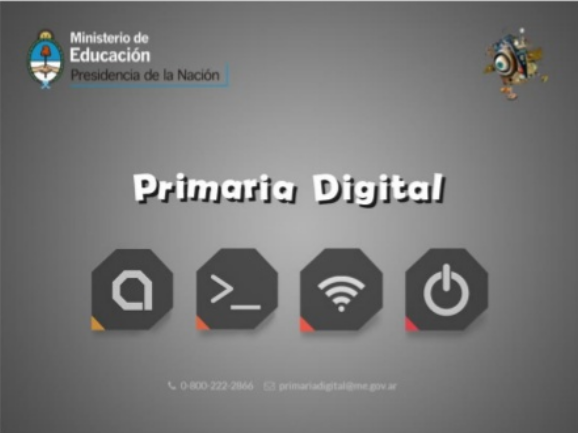 Ministerio de
Educación
Presidencia de la Nación
Primaria Digital
a >_
0-800-222-2866 primariadigital@me.gov.ar